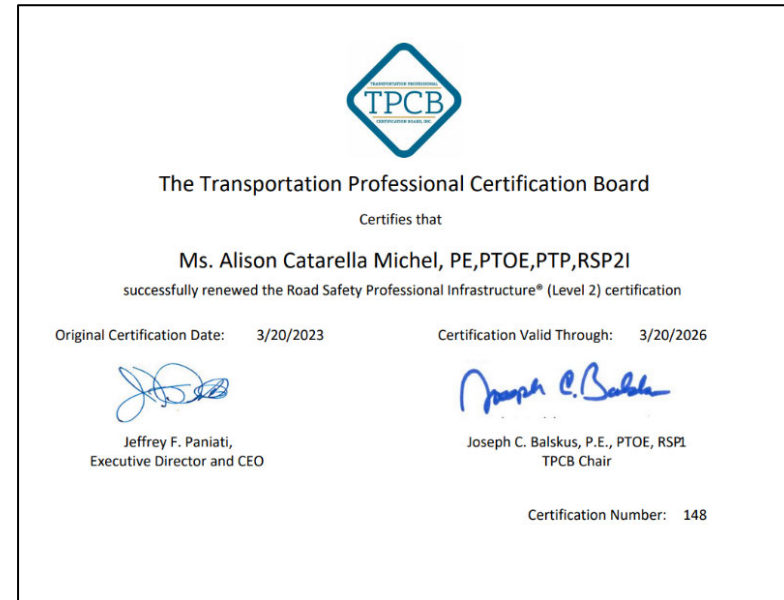 TRANSPORTATION PROFESSIONAL
TPCB
CERTIFICATION BOARD, INC.
The Transportation Professional Certification Board
Certifies that
Ms. Alison Catarella Michel, PE,PTOE,PTP,RSP2I
successfully renewed the Road Safety Professional Infrastructure® (Level 2) certification
Original Certification Date: 3/20/2023 Certification Valid Through: 3/20/2026
Joseph C. Balskus
Jeffrey F. Paniati,
Executive Director and CEO
Joseph C. Balskus, P.E., PTOE, RSP1
TPCB Chair
Certification Number: 148